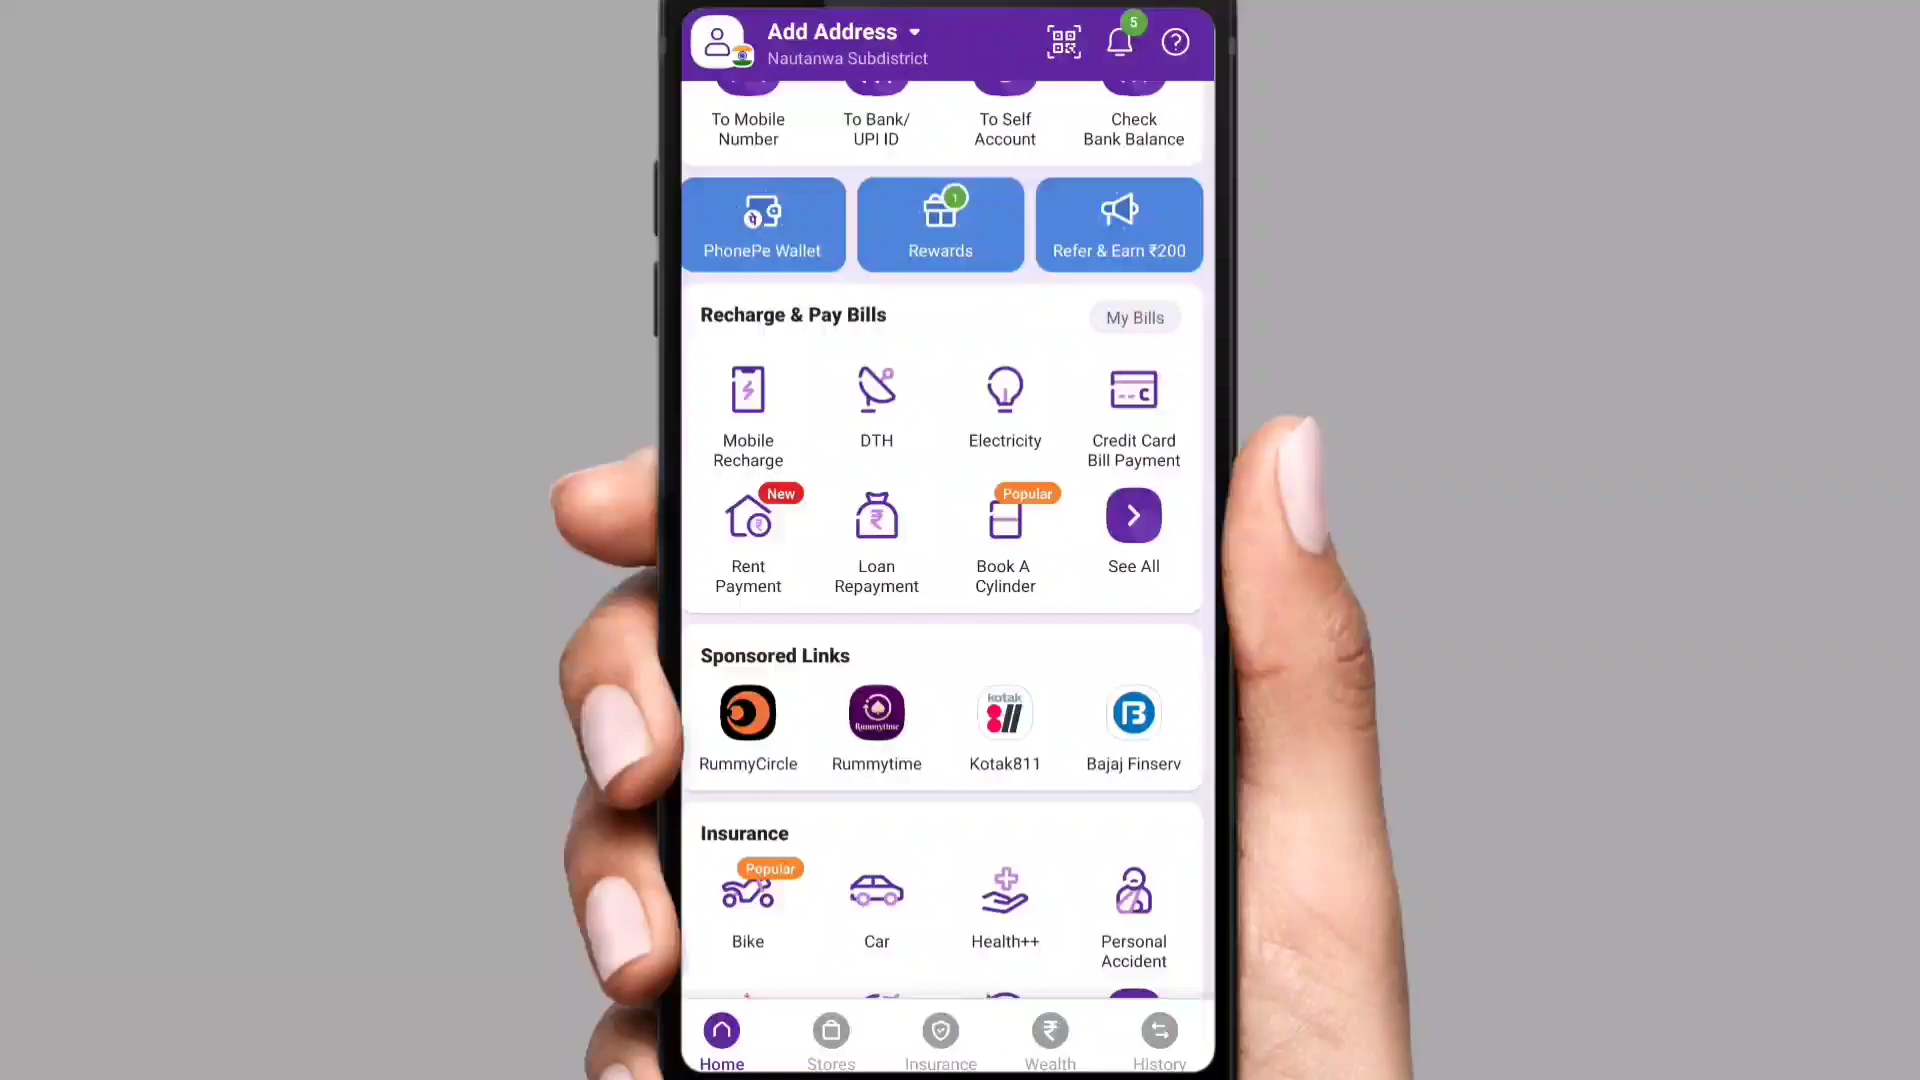 Add Address
5
Nautanwa Subdistrict
To Mobile
Number
To Bank/
UPI ID
To Self
Account
Check
Bank Balance
1
PhonePe Wallet
Rewards
Refer & Earn ₹200
Recharge & Pay Bills
My Bills
Mobile
Recharge
DTH
Electricity
Credit Card
Bill Payment
New
Rent
Payment
Loan
Repayment
Popular
Book A
Cylinder
See All
Sponsored Links
Rummytime
kotak
811
RummyCircle
Rummytime
Kotak811
Bajaj Finserv
Insurance
Popular
Bike
Car
Health++
Personal
Accident
Home
Stores
Insurance
Wealth
History